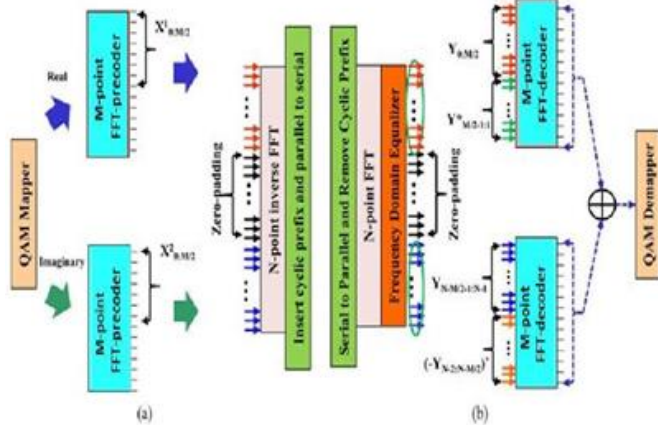 QAM Mapper
Real
Imaginary
M-point
FFT-precoder
X¹0:M/2
M-point
FFT-precoder
X²0:M/2
Zero-padding
N-point inverse FFT
Insert cyclic prefix and parallel to serial
(a)
Serial to Parallel and Remove Cyclic Prefix
N-point FFT
Frequency Domain Equalizer
Zero-padding
Y0:M/2
Y*M/2-1:1
M-point
FFT-decoder
YN-M/2-1:N-1
(-YN-2:N-M/2)'
M-point
FFT-decoder
QAM Demapper
(b)